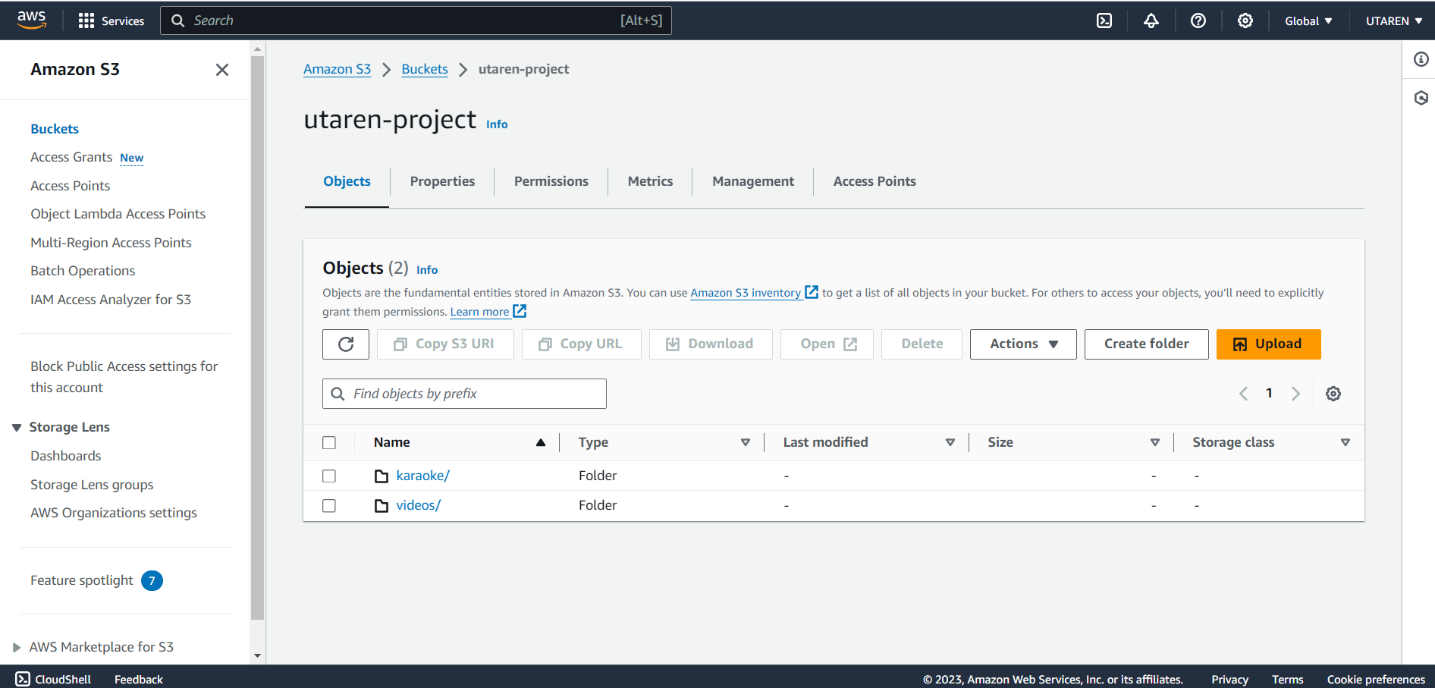 aws Services Search [Alt+S] Global ▼ UTAREN ▼
Amazon S3
Buckets
Access Grants New
Access Points
Object Lambda Access Points
Multi-Region Access Points
Batch Operations
IAM Access Analyzer for S3
Block Public Access settings for
this account
Storage Lens
Dashboards
Storage Lens groups
AWS Organizations settings
Feature spotlight 7
AWS Marketplace for S3
Amazon S3 > Buckets > utaren-project
utaren-project Info
Objects Properties Permissions Metrics Management Access Points
Objects (2) Info
Objects are the fundamental entities stored in Amazon S3. You can use Amazon S3 inventory to get a list of all objects in your bucket. For others to access your objects, you'll need to explicitly
grant them permissions. Learn more
Copy S3 URI Copy URL Download Open Delete Actions ▼ Create folder Upload
Find objects by prefix 1
Name Type Last modified Size Storage class
karaoke/ Folder - - -
videos/ Folder - - -
CloudShell Feedback © 2023, Amazon Web Services, Inc. or its affiliates. Privacy Terms Cookie preferences